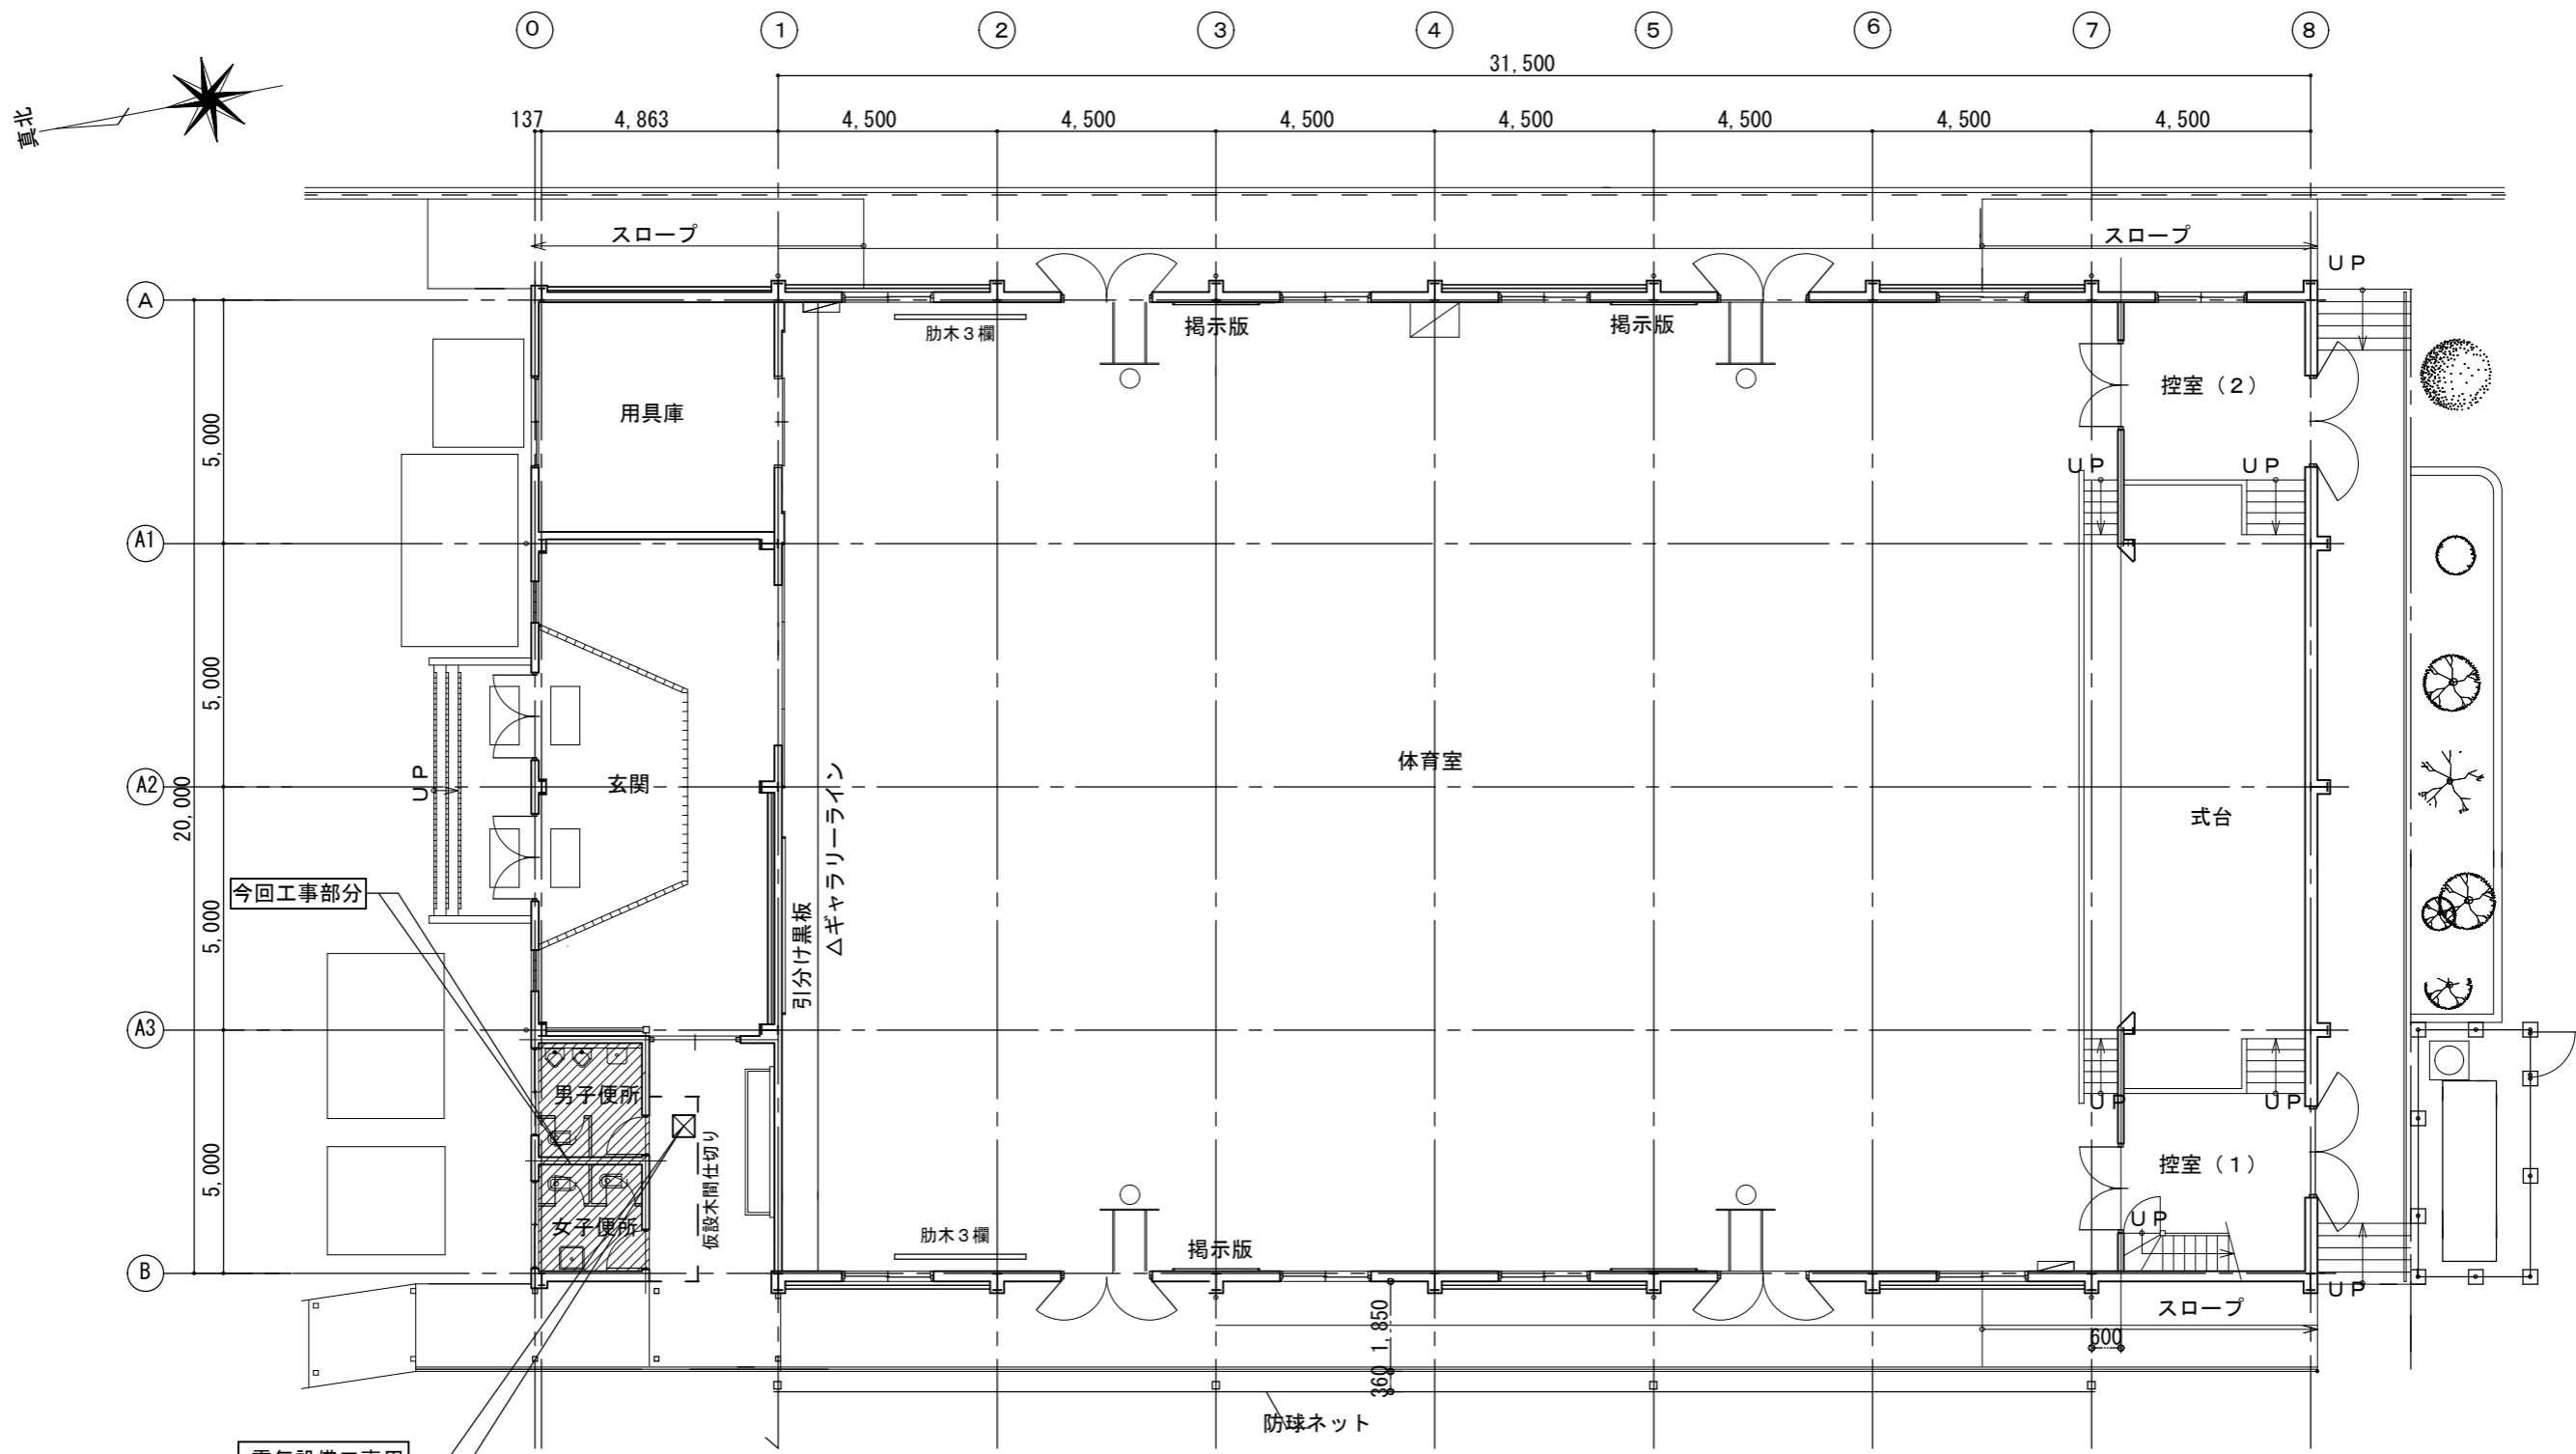 0 1 2 3 4 5 6 7 8
31,500
137 4,863 4,500 4,500 4,500 4,500 4,500 4,500 4,500
真北
スロープ
スロープ
UP
A
肋木3欄
掲示版
掲示版
控室（2）
用具庫
5,000
UP
UP
A1
5,000
体育室
玄関
UP
A2
20,000
△ギャラリーライン
式台
今回工事部分
引分け黒板
5,000
A3
男子便所
UP
UP
仮設木間仕切り
控室（1）
5,000
女子便所
UP
肋木3欄
掲示版
B
UP
スロープ
1,850
600
360
防球ネット